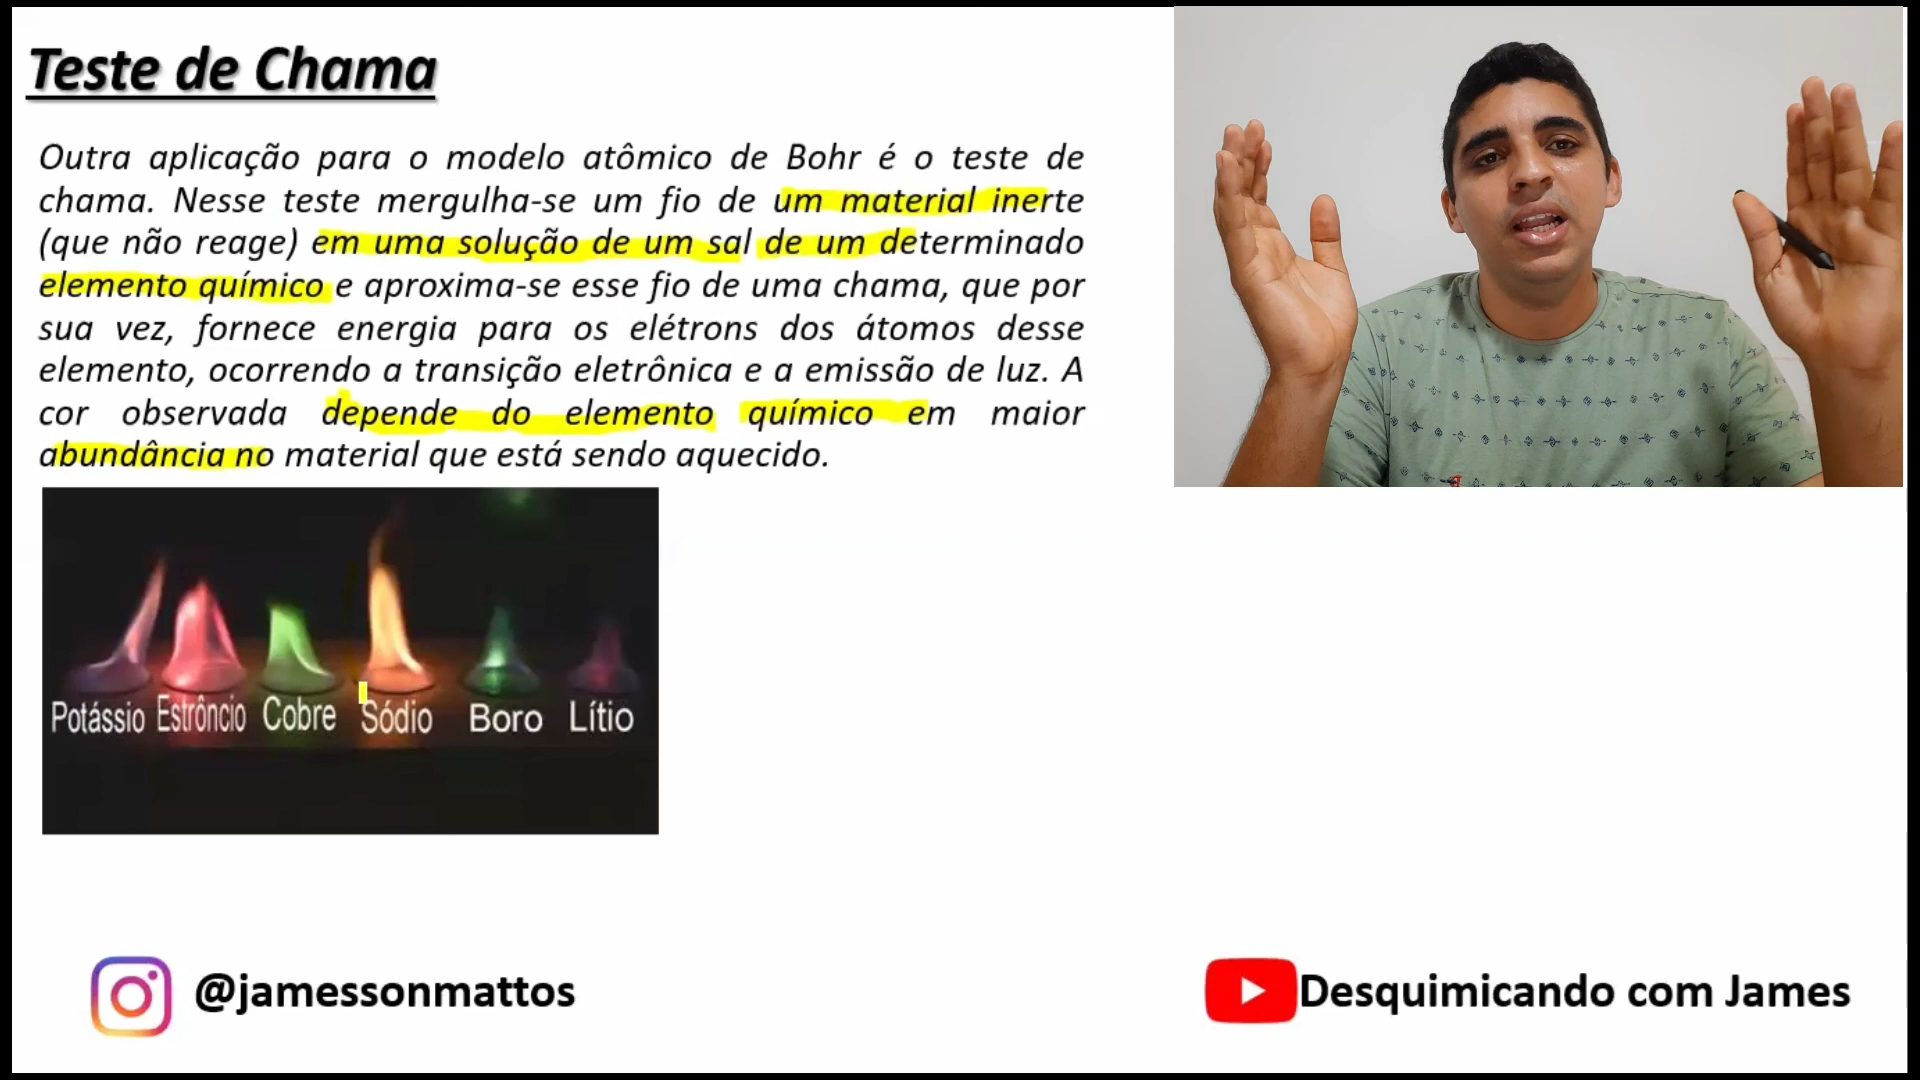 Teste de Chama
Outra aplicação para o modelo atômico de Bohr é o teste de
chama. Nesse teste mergulha-se um fio de um material inerte
(que não reage) em uma solução de um sal de um determinado
elemento químico e aproxima-se esse fio de uma chama, que por
sua vez, fornece energia para os elétrons dos átomos desse
elemento, ocorrendo a transição eletrônica e a emissão de luz. A
cor observada depende do elemento químico em maior
abundância no material que está sendo aquecido.
Potássio Estrôncio Cobre Sódio Boro Lítio
@jamessonmattos
Desquimicando com James